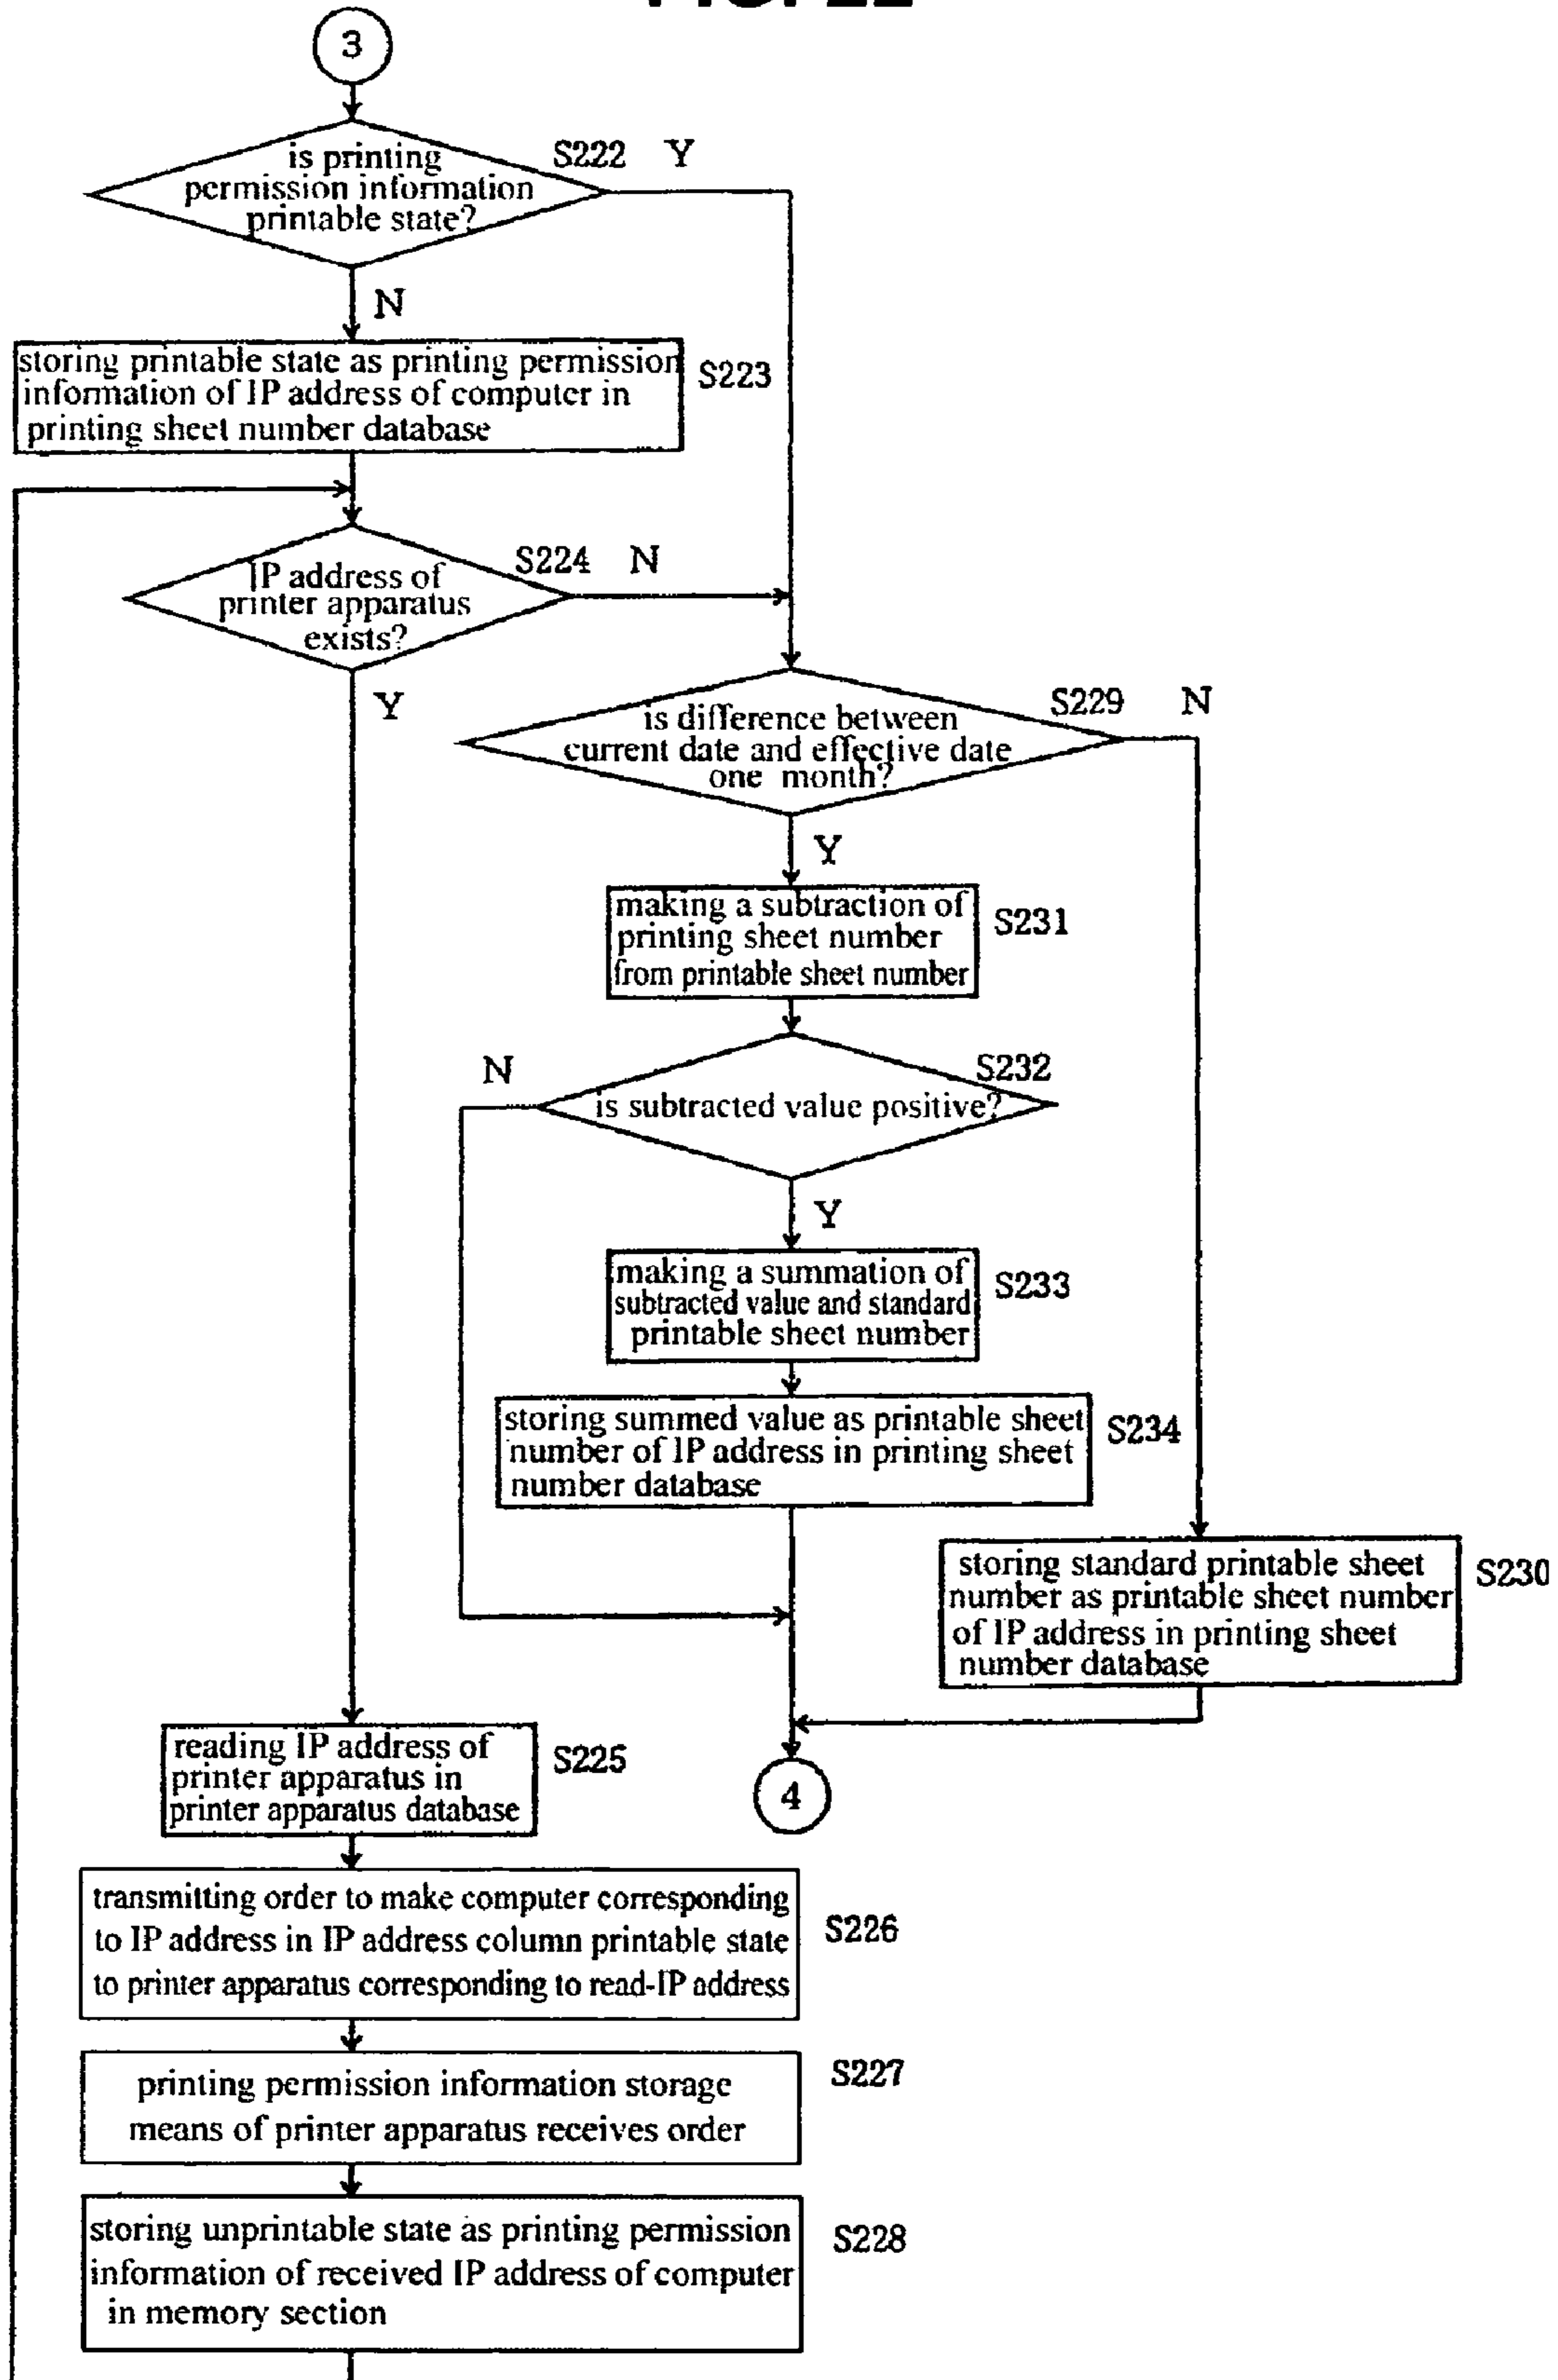 3
is printing
permission information
printable state?
S222 Y
N
storing printable state as printing permission
information of IP address of computer in
printing sheet number database
S223
IP address of
printer apparatus
exists?
S224 N
Y
is difference between
current date and effective date
one month?
S229 N
Y
making a subtraction of
printing sheet number
from printable sheet number
S231
N
S232
is subtracted value positive?
Y
making a summation of
subtracted value and standard
printable sheet number
S233
storing summed value as printable sheet
number of IP address in printing sheet
number database
S234
storing standard printable sheet
number as printable sheet number
of IP address in printing sheet
number database
S230
reading IP address of
printer apparatus in
printer apparatus database
S225
4
transmitting order to make computer corresponding
to IP address in IP address column printable state
to printer apparatus corresponding to read-IP address
S226
printing permission information storage
means of printer apparatus receives order
S227
storing unprintable state as printing permission
information of received IP address of computer
in memory section
S228